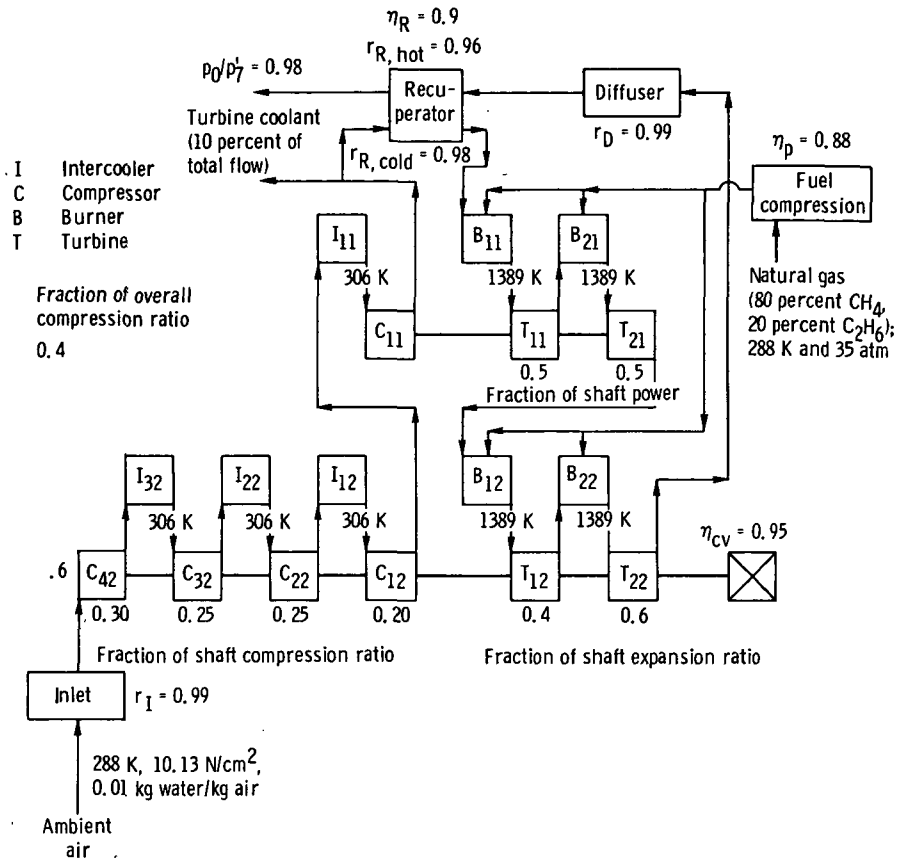 η_R = 0.9
r_R, hot = 0.96
p_0/p'_7 = 0.98
Recu-
perator
Diffuser
r_D = 0.99
Turbine coolant
(10 percent of
total flow)
r_R, cold = 0.98
η_p = 0.88
Fuel
compression
I Intercooler
C Compressor
B Burner
T Turbine
I_11
B_11
B_21
306 K
1389 K
1389 K
Natural gas
(80 percent CH_4,
20 percent C_2H_6);
288 K and 35 atm
Fraction of overall
compression ratio
0.4
C_11
T_11
T_21
0.5
0.5
Fraction of shaft power
I_32
I_22
I_12
B_12
B_22
306 K
306 K
306 K
1389 K
1389 K
η_cv = 0.95
.6
C_42
C_32
C_22
C_12
T_12
T_22
0.30
0.25
0.25
0.20
0.4
0.6
Fraction of shaft compression ratio
Fraction of shaft expansion ratio
Inlet
r_I = 0.99
288 K, 10.13 N/cm^2,
0.01 kg water/kg air
Ambient
air